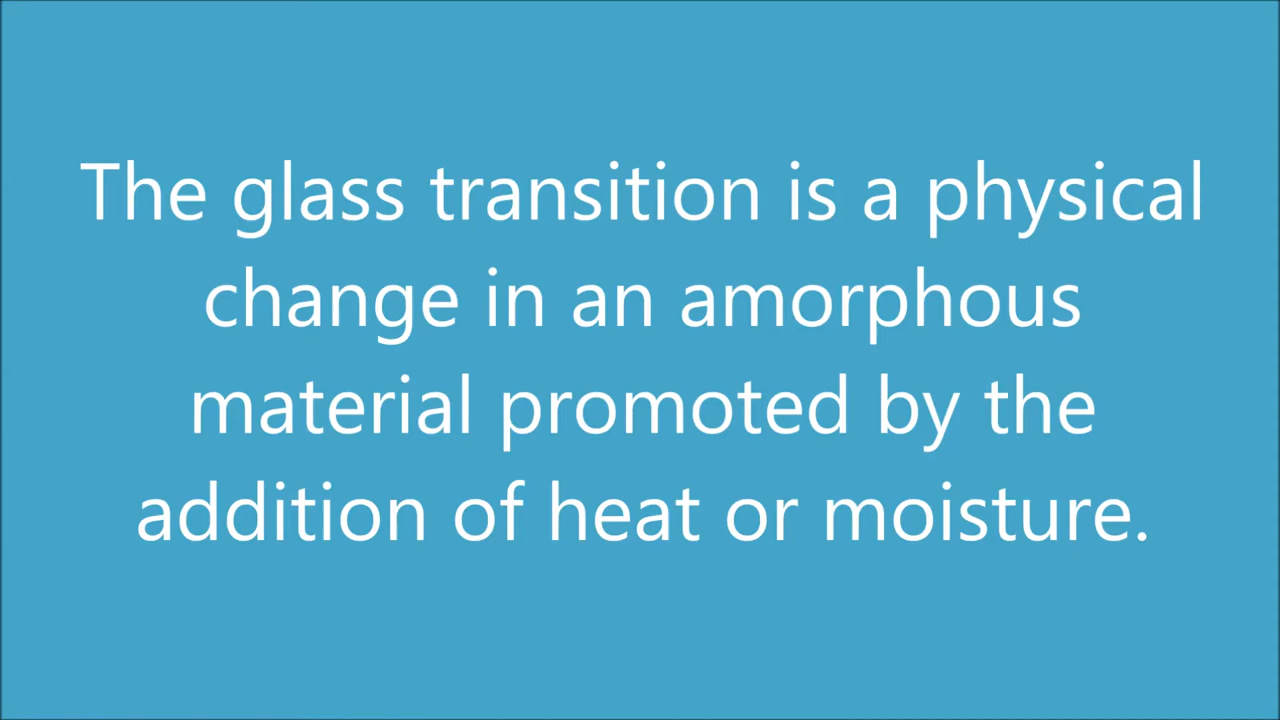 The glass transition is a physical
change in an amorphous
material promoted by the
addition of heat or moisture.